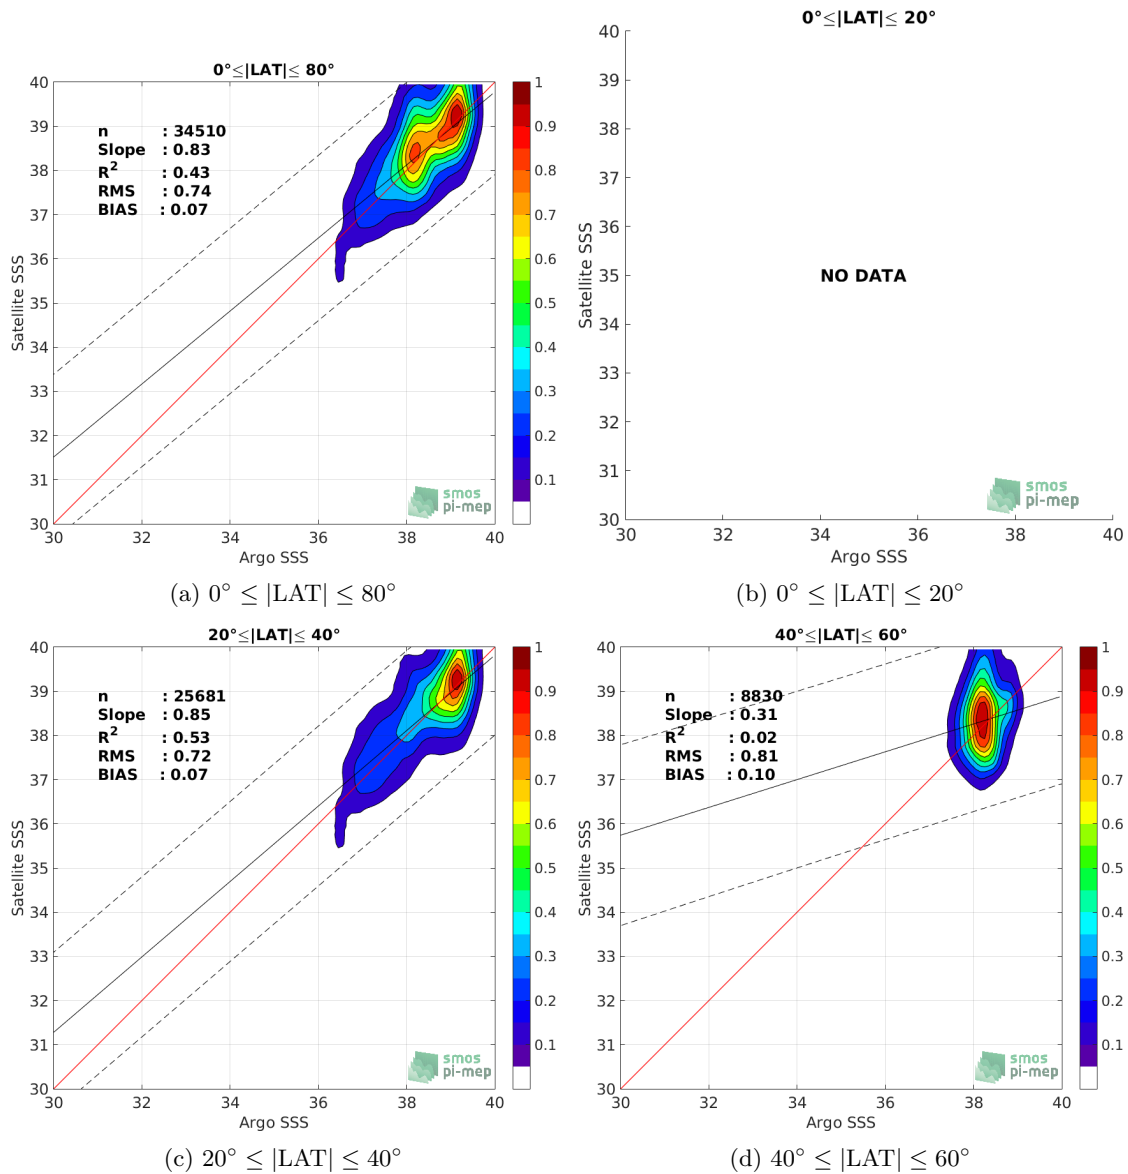 0°≤|LAT|≤ 80°
n : 34510
Slope : 0.83
R² : 0.43
RMS : 0.74
BIAS : 0.07
40
39
38
37
36
35
34
33
32
31
30
Satellite SSS
30 32 34 36 38 40
Argo SSS
1
0.9
0.8
0.7
0.6
0.5
0.4
0.3
0.2
0.1
smos
pi-mep
(a) 0° ≤ |LAT| ≤ 80°
0°≤|LAT|≤ 20°
40
39
38
37
36
35
34
33
32
31
30
Satellite SSS
NO DATA
smos
pi-mep
30 32 34 36 38 40
Argo SSS
(b) 0° ≤ |LAT| ≤ 20°
20°≤|LAT|≤ 40°
n : 25681
Slope : 0.85
R² : 0.53
RMS : 0.72
BIAS : 0.07
40
39
38
37
36
35
34
33
32
31
30
Satellite SSS
30 32 34 36 38 40
Argo SSS
1
0.9
0.8
0.7
0.6
0.5
0.4
0.3
0.2
0.1
smos
pi-mep
(c) 20° ≤ |LAT| ≤ 40°
40°≤|LAT|≤ 60°
n : 8830
Slope : 0.31
R² : 0.02
RMS : 0.81
BIAS : 0.10
40
39
38
37
36
35
34
33
32
31
30
Satellite SSS
30 32 34 36 38 40
Argo SSS
1
0.9
0.8
0.7
0.6
0.5
0.4
0.3
0.2
0.1
smos
pi-mep
(d) 40° ≤ |LAT| ≤ 60°